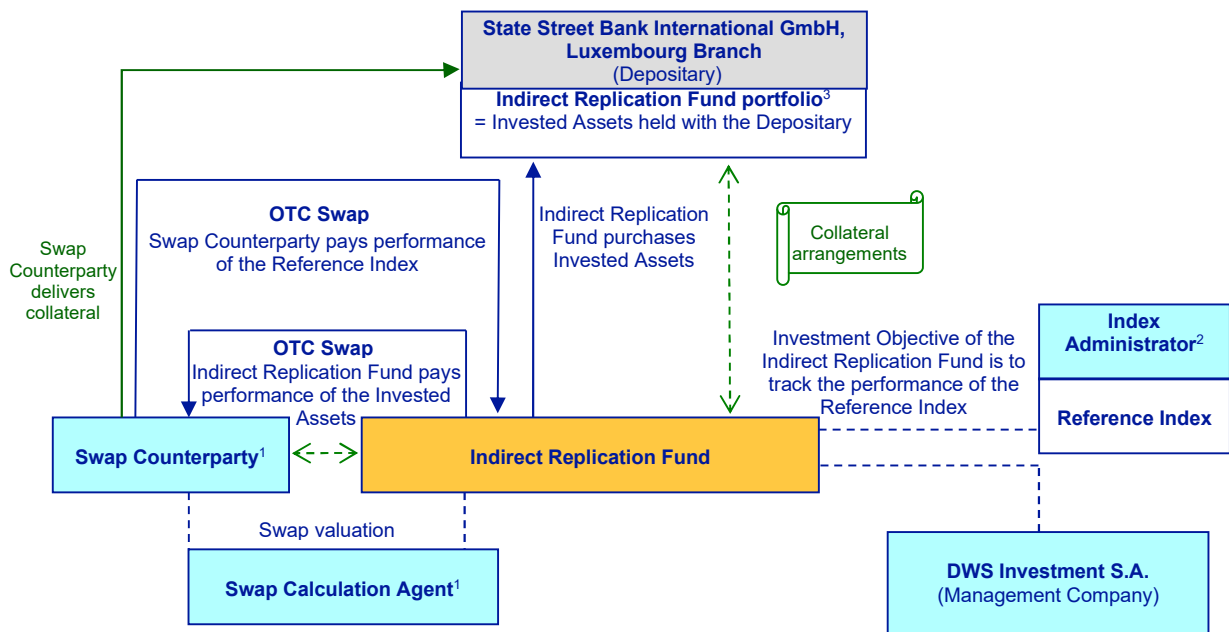 State Street Bank International GmbH,
Luxembourg Branch
(Depositary)
Indirect Replication Fund portfolio³
= Invested Assets held with the Depositary
OTC Swap
Swap Counterparty pays performance
of the Reference Index
Indirect Replication
Fund purchases
Invested Assets
Collateral
arrangements
Swap
Counterparty
delivers
collateral
OTC Swap
Indirect Replication Fund pays
performance of the Invested
Assets
Investment Objective of the
Indirect Replication Fund is to
track the performance of the
Reference Index
Index
Administrator²
Reference Index
Swap Counterparty¹
Indirect Replication Fund
Swap valuation
Swap Calculation Agent¹
DWS Investment S.A.
(Management Company)